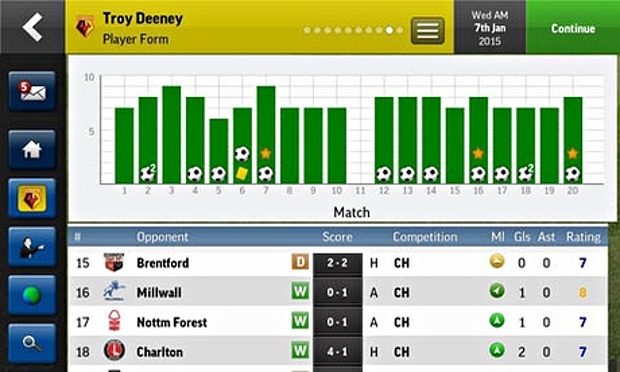 Troy Deeney
Player Form
Wed AM
7th Jan
2015
Continue
5
10
5
2
2
1 2 3 4 5 6 7 8 9 10 11 12 13 14 15 16 17 18 19 20
Match
# Opponent Score Competition MI Gls Ast Rating
15 Brentford D 2 - 2 H CH 0 0 7
16 Millwall W 0 - 1 A CH 1 0 8
17 Nottm Forest W 0 - 1 A CH 1 0 7
18 Charlton W 4 - 1 H CH 2 0 7